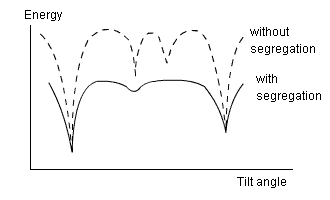 Energy
without
segregation
with
segregation
Tilt angle